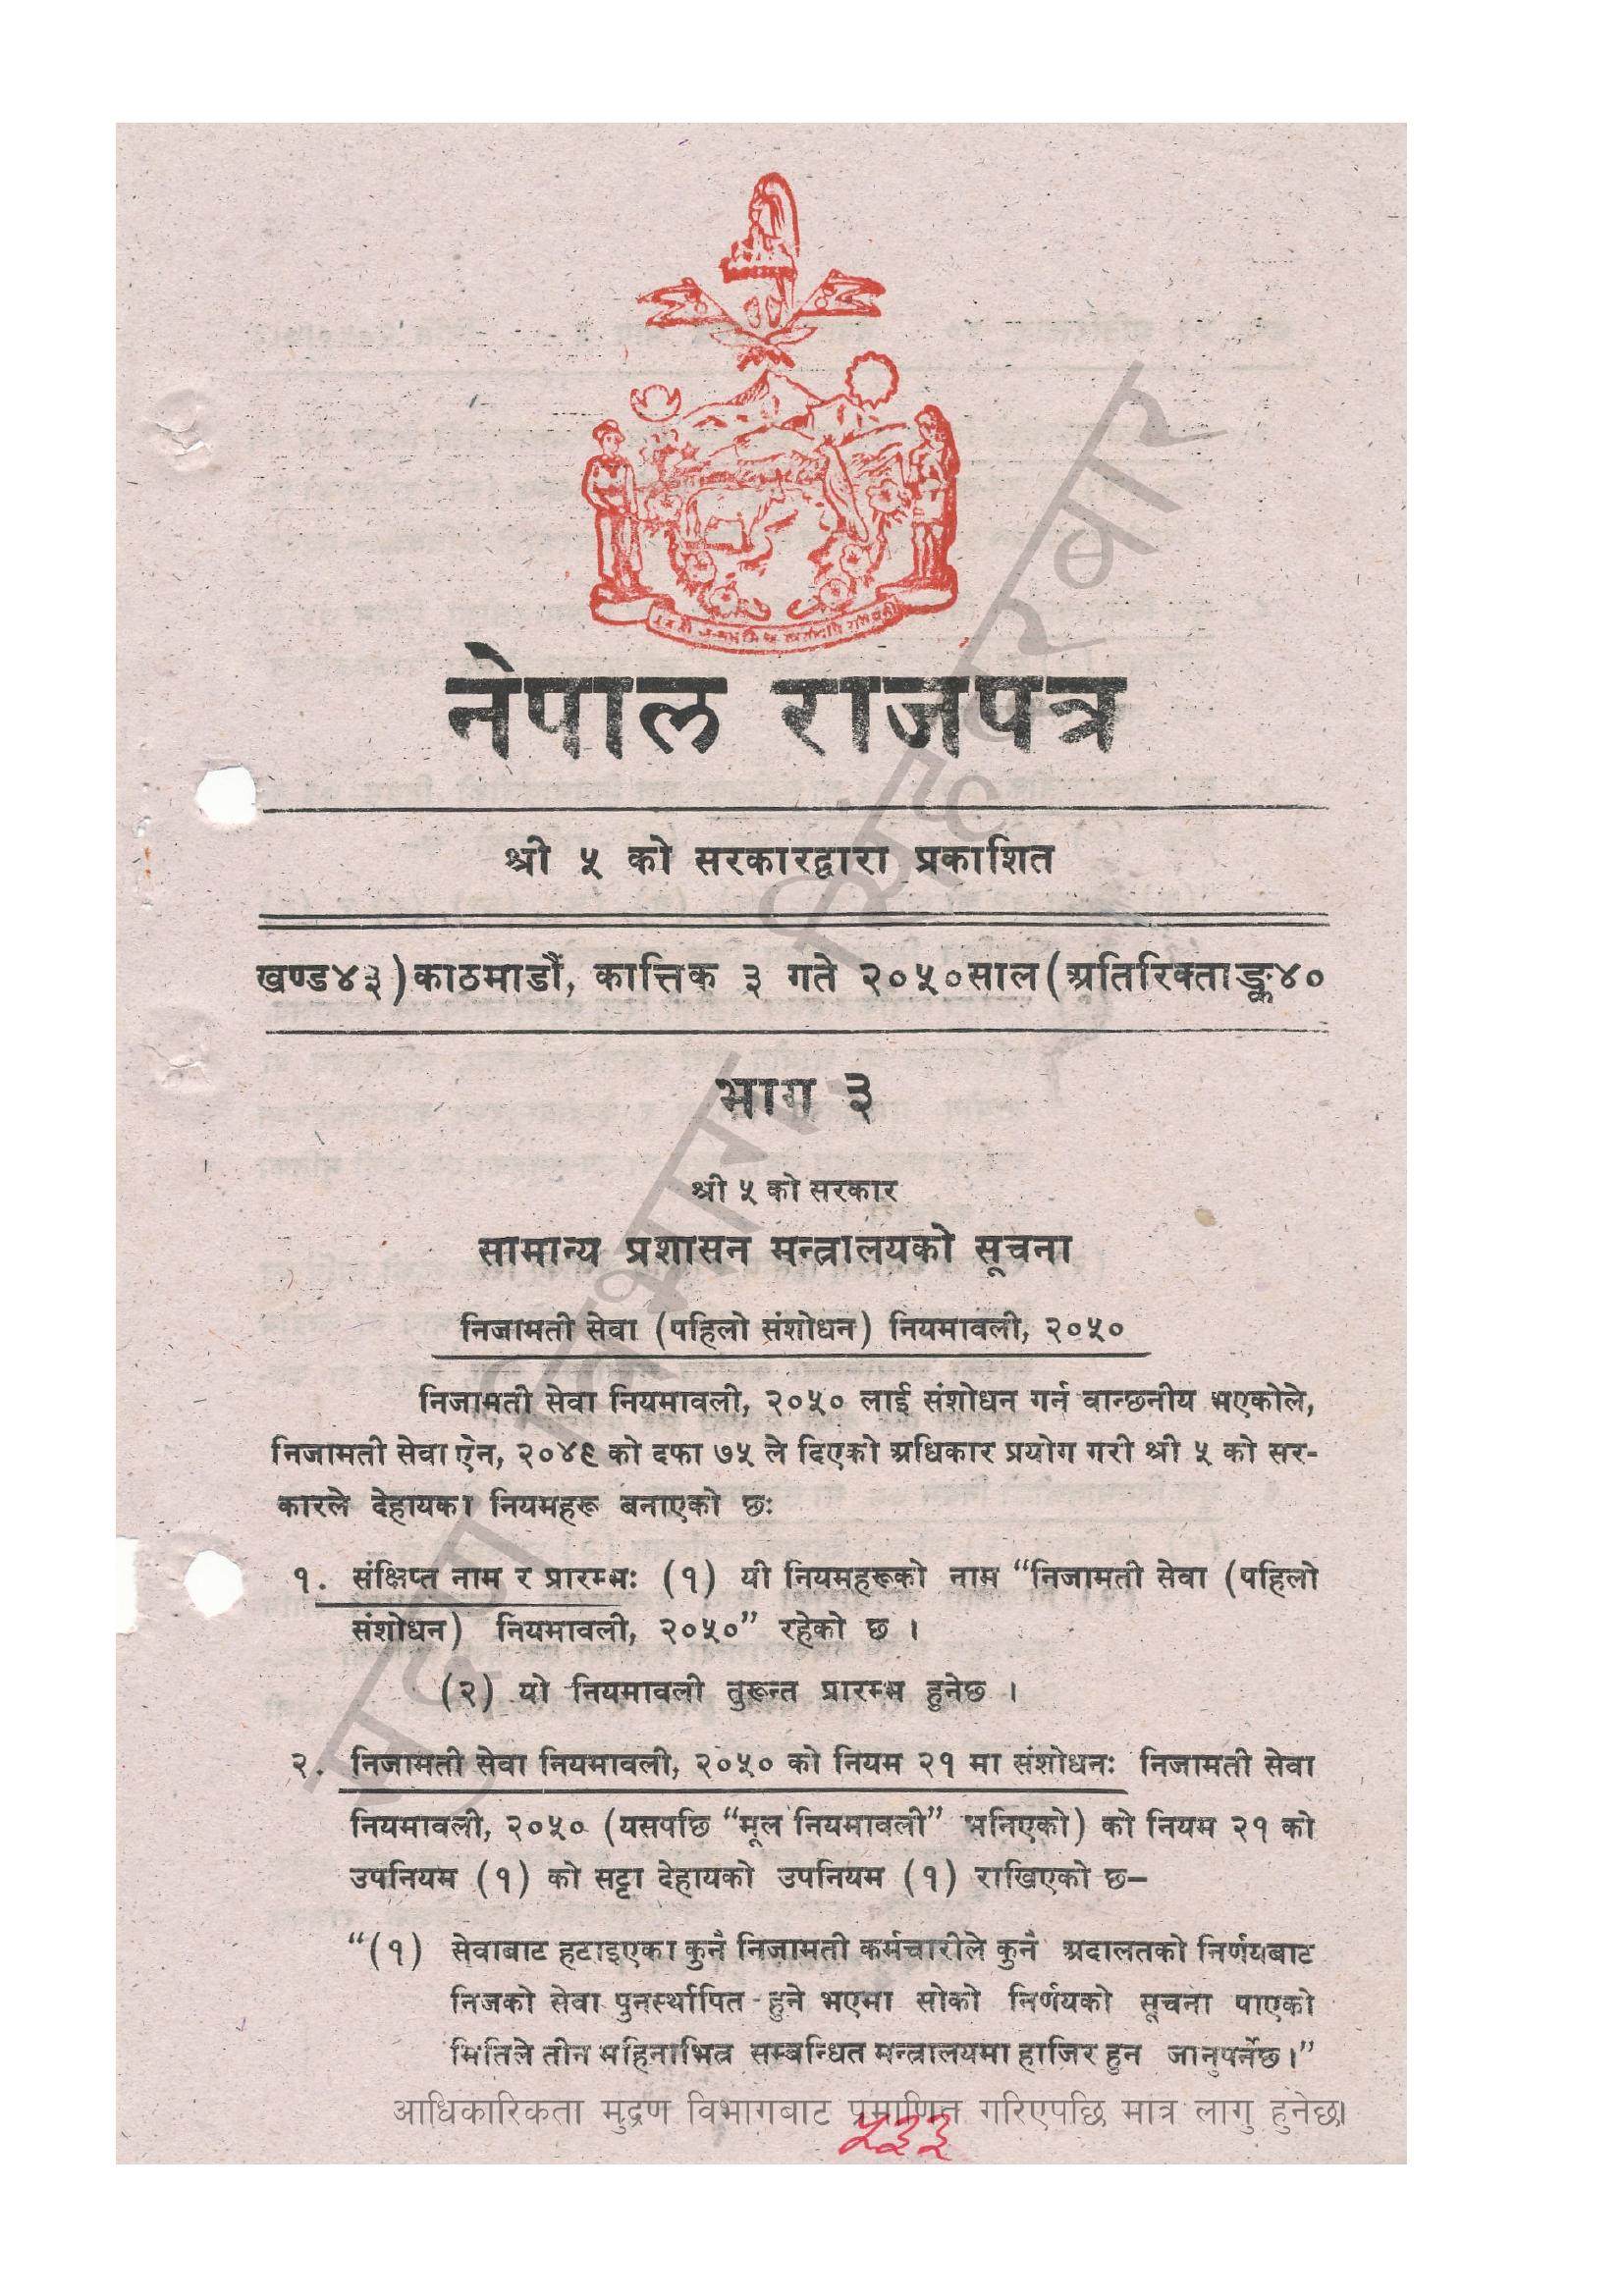 नेपाल राजपत्र
श्री ५ को सरकारद्वारा प्रकाशित
खण्ड४३)काठमाडौं, कात्तिक ३ गते २०५०साल(अतिरिक्ताङ्क४०
भाग ३
श्री ५ को सरकार
सामान्य प्रशासन मन्त्रालयको सूचना
निजामती सेवा (पहिलो संशोधन) नियमावली, २०५०
निजामती सेवा नियमावली, २०५० लाई संशोधन गर्न वान्छनीय भएकोले,
निजामती सेवा ऐन, २०४९ को दफा ७५ ले दिएको अधिकार प्रयोग गरी श्री ५ को सर-
कारले देहायका नियमहरू बनाएको छः
१. संक्षिप्त नाम र प्रारम्भः (१) यी नियमहरूको नाम “निजामती सेवा (पहिलो
संशोधन) नियमावली, २०५०” रहेको छ ।
(२) यो नियमावली तुरून्त प्रारम्भ हुनेछ ।
२. निजामती सेवा नियमावली, २०५० को नियम २१ मा संशोधनः निजामती सेवा
नियमावली, २०५० (यसपछि “मूल नियमावली” भनिएको) को नियम २१ को
उपनियम (१) को सट्टा देहायको उपनियम (१) राखिएको छ–
“(१) सेवाबाट हटाइएका कुनै निजामती कर्मचारीले कुनै अदालतको निर्णयबाट
निजको सेवा पुनर्स्थापित हुने भएमा सोको निर्णयको सूचना पाएको
मितिले तीन महिनाभित्र सम्बन्धित मन्त्रालयमा हाजिर हुन जानुपर्नेछ।”
आधिकारिकता मुद्रण विभागबाट प्रमाणित गरिएपछि मात्र लागु हुनेछ।
५३३